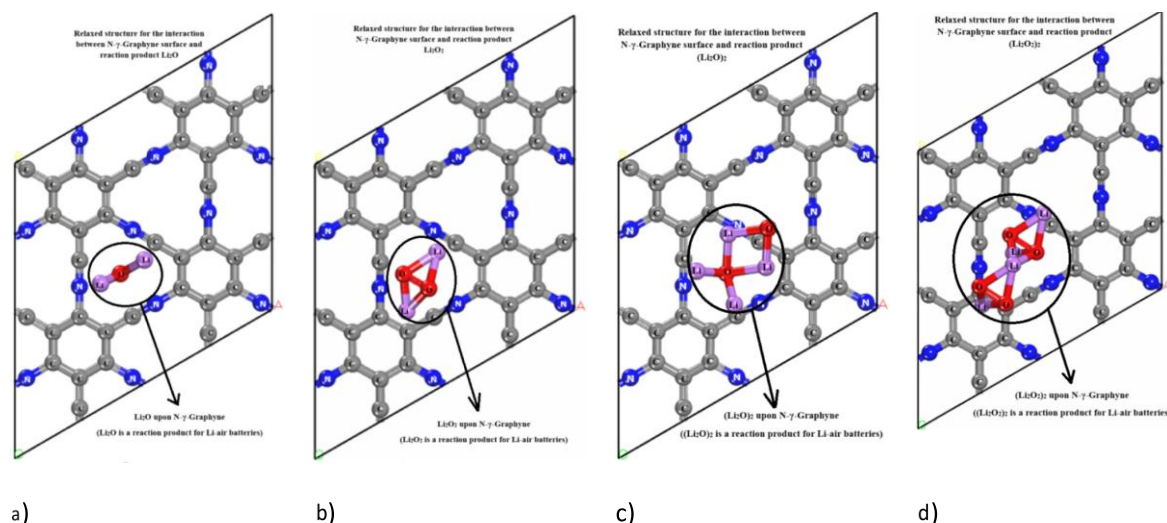 Relaxed structure for the interaction
between N-γ-Graphyne surface and
reaction product Li₂O
Li₂O upon N-γ-Graphyne
(Li₂O is a reaction product for Li-air batteries)
a)
Relaxed structure for the interaction between
N-γ-Graphyne surface and reaction product
Li₂O₂
Li₂O₂ upon N-γ-Graphyne
(Li₂O₂ is a reaction product for Li-air batteries)
b)
Relaxed structure for the interaction between
N-γ-Graphyne surface and reaction product
(Li₂O)₂
(Li₂O)₂ upon N-γ-Graphyne
((Li₂O)₂ is a reaction product for Li-air batteries)
c)
Relaxed structure for the interaction between
N-γ-Graphyne surface and reaction product
(Li₂O₂)₂
(Li₂O₂)₂ upon N-γ-Graphyne
((Li₂O₂)₂ is a reaction product for Li-air batteries
d)